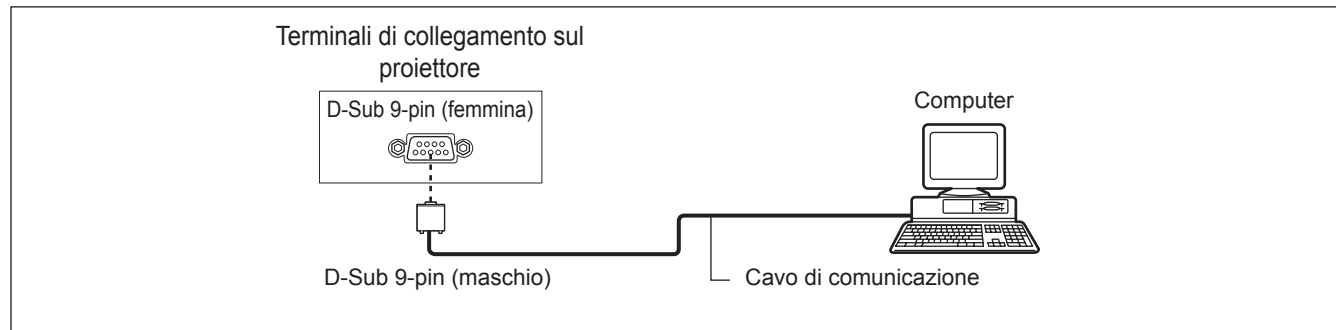 Terminali di collegamento sul
proiettore
D-Sub 9-pin (femmina)
Computer
D-Sub 9-pin (maschio)
Cavo di comunicazione